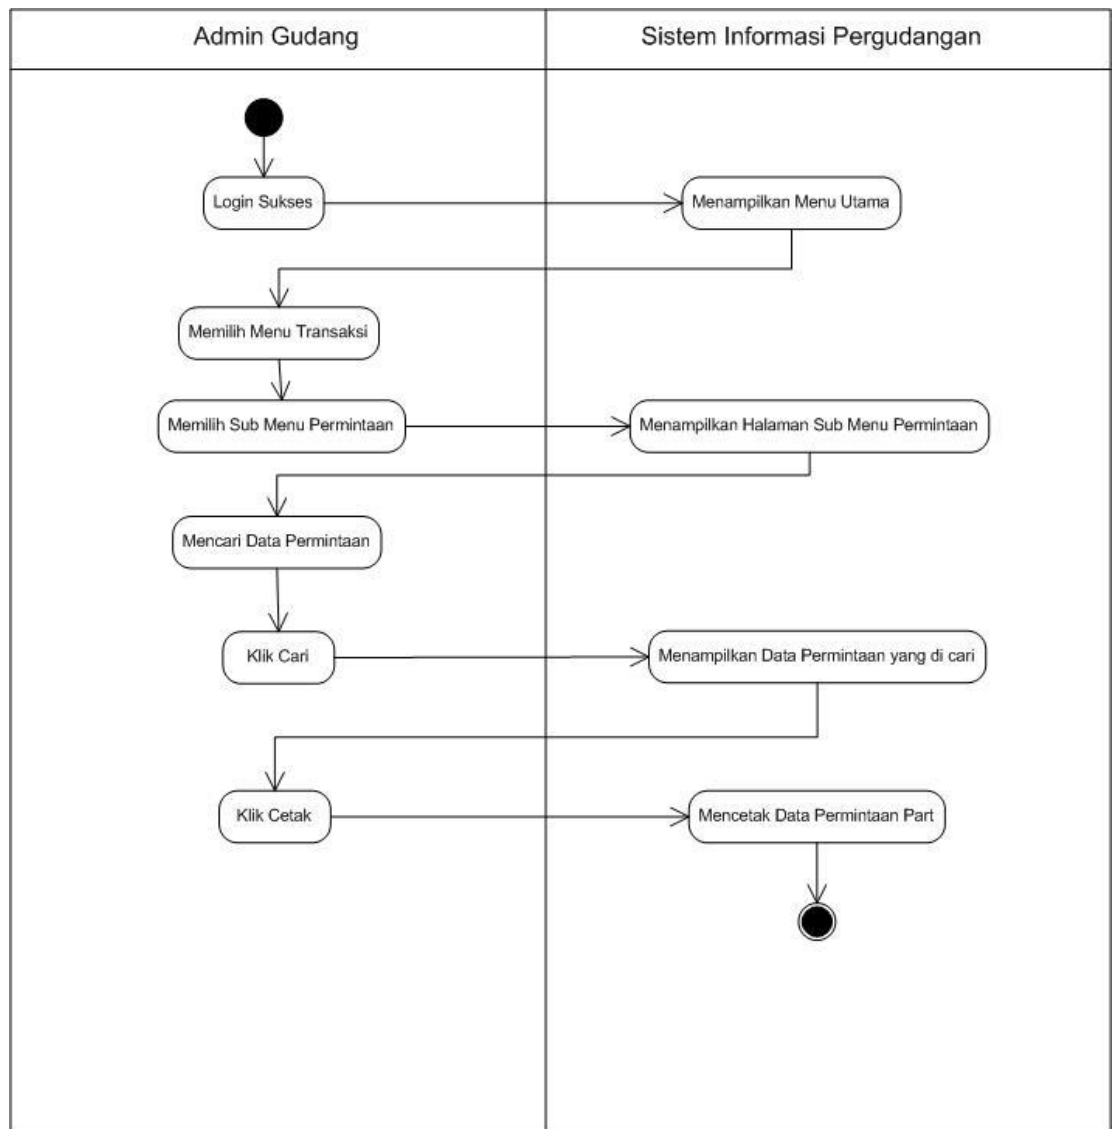 Admin Gudang
Sistem Informasi Pergudangan
Login Sukses
Menampilkan Menu Utama
Memilih Menu Transaksi
Memilih Sub Menu Permintaan
Menampilkan Halaman Sub Menu Permintaan
Mencari Data Permintaan
Klik Cari
Menampilkan Data Permintaan yang di cari
Klik Cetak
Mencetak Data Permintaan Part